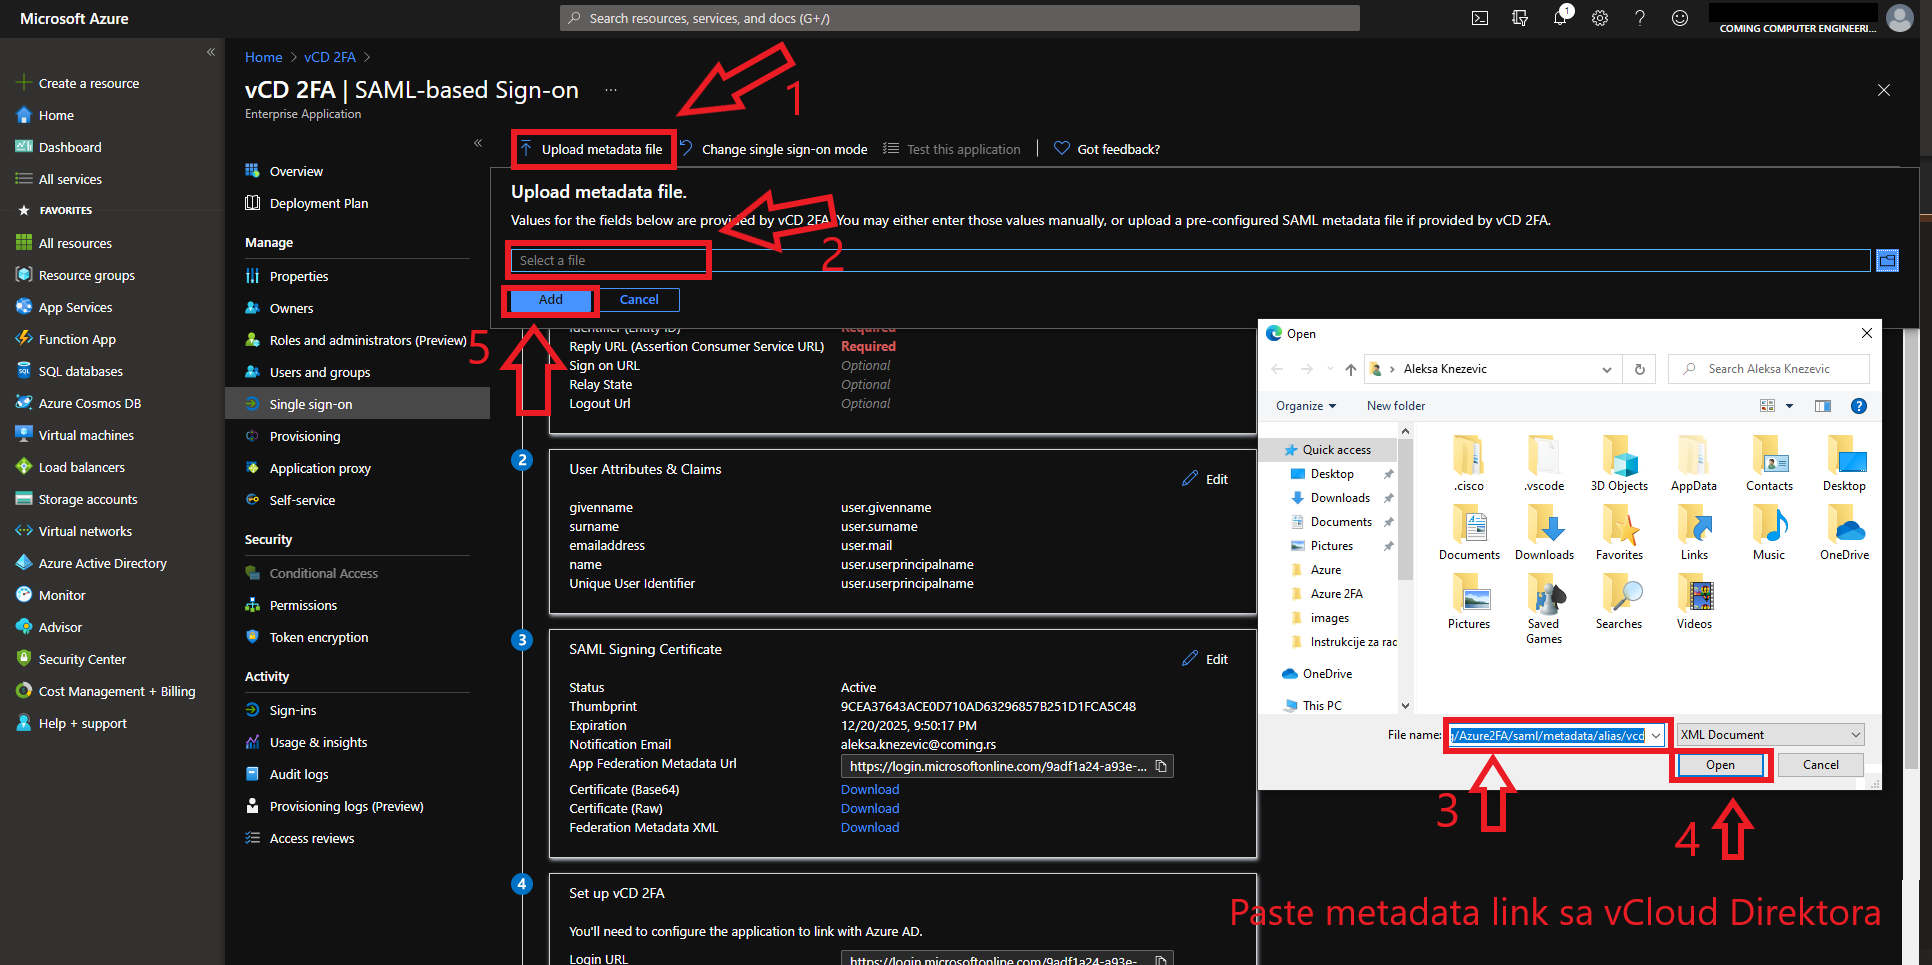 Microsoft Azure
Search resources, services, and docs (G+/)
1
COMING COMPUTER ENGINEERI...
Create a resource
Home
Dashboard
All services
FAVORITES
All resources
Resource groups
App Services
Function App
SQL databases
Azure Cosmos DB
Virtual machines
Load balancers
Storage accounts
Virtual networks
Azure Active Directory
Monitor
Advisor
Security Center
Cost Management + Billing
Help + support
Home > vCD 2FA >
vCD 2FA | SAML-based Sign-on ...
Enterprise Application
Overview
Deployment Plan
Manage
Properties
Owners
Roles and administrators (Preview)
Users and groups
Single sign-on
Provisioning
Application proxy
Self-service
Security
Conditional Access
Permissions
Token encryption
Activity
Sign-ins
Usage & insights
Audit logs
Provisioning logs (Preview)
Access reviews
1
Upload metadata file
Change single sign-on mode
Test this application
Got feedback?
Upload metadata file.
Values for the fields below are provided by vCD 2FA. You may either enter those values manually, or upload a pre-configured SAML metadata file if provided by vCD 2FA.
2
Select a file
Add
Cancel
5
Identifier (Entity ID) Required
Reply URL (Assertion Consumer Service URL) Required
Sign on URL Optional
Relay State Optional
Logout Url Optional
2
User Attributes & Claims
Edit
givenname user.givenname
surname user.surname
emailaddress user.mail
name user.userprincipalname
Unique User Identifier user.userprincipalname
3
SAML Signing Certificate
Edit
Status Active
Thumbprint 9CEA37643ACE0D710AD63296857B251D1FCA5C48
Expiration 12/20/2025, 9:50:17 PM
Notification Email aleksa.knezevic@coming.rs
App Federation Metadata Url https://login.microsoftonline.com/9adf1a24-a93e-...
Certificate (Base64) Download
Certificate (Raw) Download
Federation Metadata XML Download
4
Set up vCD 2FA
You'll need to configure the application to link with Azure AD.
Login URL https://login.microsoftonline.com/9adf1a24-a93e-...
Open
Aleksa Knezevic
Search Aleksa Knezevic
Organize
New folder
Quick access
Desktop
Downloads
Documents
Pictures
Azure
Azure 2FA
images
Instrukcije za rad
OneDrive
This PC
.cisco
.vscode
3D Objects
AppData
Contacts
Desktop
Documents
Downloads
Favorites
Links
Music
OneDrive
Pictures
Saved
Games
Searches
Videos
File name: /Azure2FA/saml/metadata/alias/vcd
XML Document
Open
Cancel
3
4
Paste metadata link sa vCloud Direktora